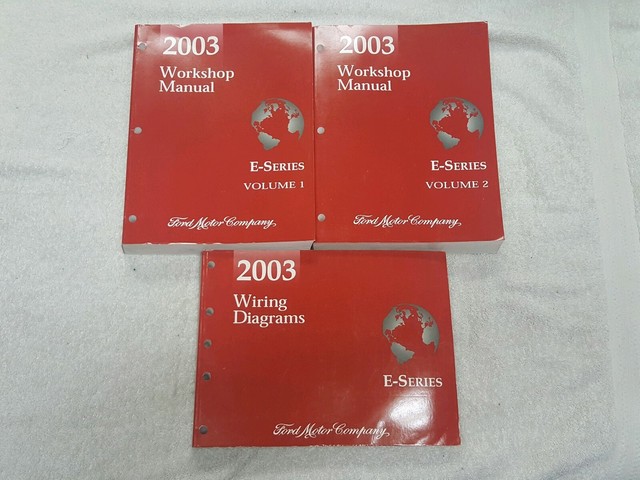 2003
Workshop
Manual
E-SERIES
VOLUME 1
Ford Motor Company
2003
Workshop
Manual
E-SERIES
VOLUME 2
Ford Motor Company
2003
Wiring
Diagrams
E-SERIES
Ford Motor Company